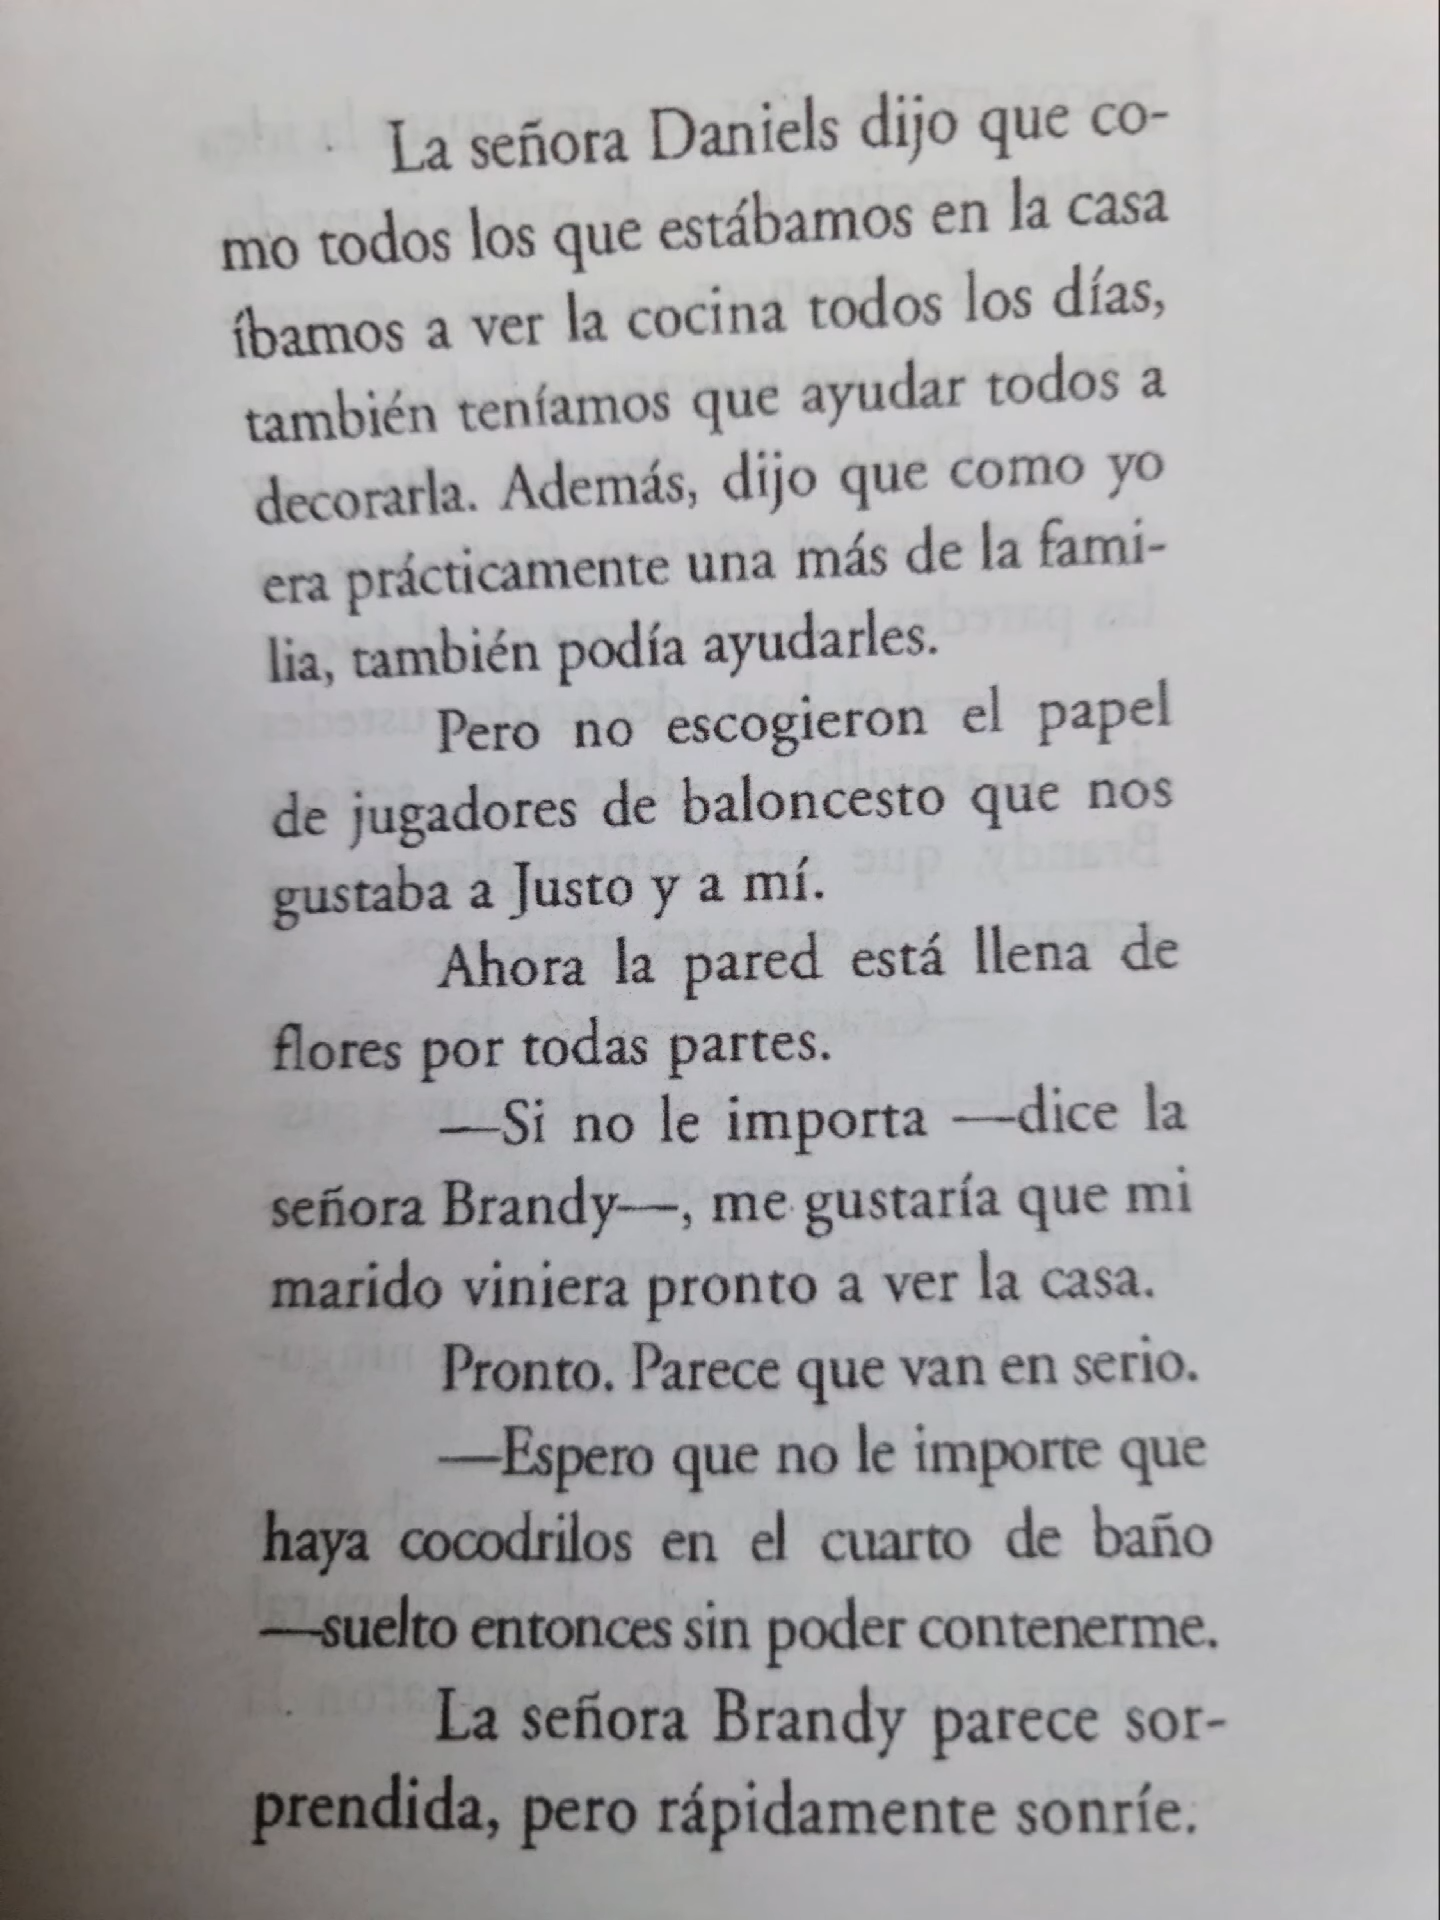 La señora Daniels dijo que co-
mo todos los que estábamos en la casa
íbamos a ver la cocina todos los días,
también teníamos que ayudar todos a
decorarla. Además, dijo que como yo
era prácticamente una más de la fami-
lia, también podía ayudarles.
Pero no escogieron el papel
de jugadores de baloncesto que nos
gustaba a Justo y a mí.
Ahora la pared está llena de
flores por todas partes.
—Si no le importa —dice la
señora Brandy—, me gustaría que mi
marido viniera pronto a ver la casa.
Pronto. Parece que van en serio.
—Espero que no le importe que
haya cocodrilos en el cuarto de baño
—suelto entonces sin poder contenerme.
La señora Brandy parece sor-
prendida, pero rápidamente sonríe.